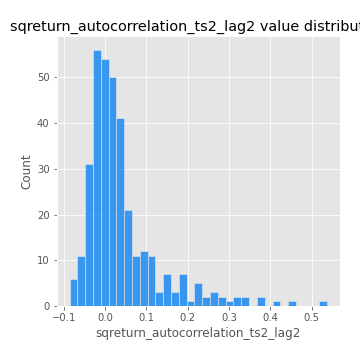 sqreturn_autocorrelation_ts2_lag2 value distribut
50
40
30
20
10
0
Count
−0.1 0.0 0.1 0.2 0.3 0.4 0.5
sqreturn_autocorrelation_ts2_lag2